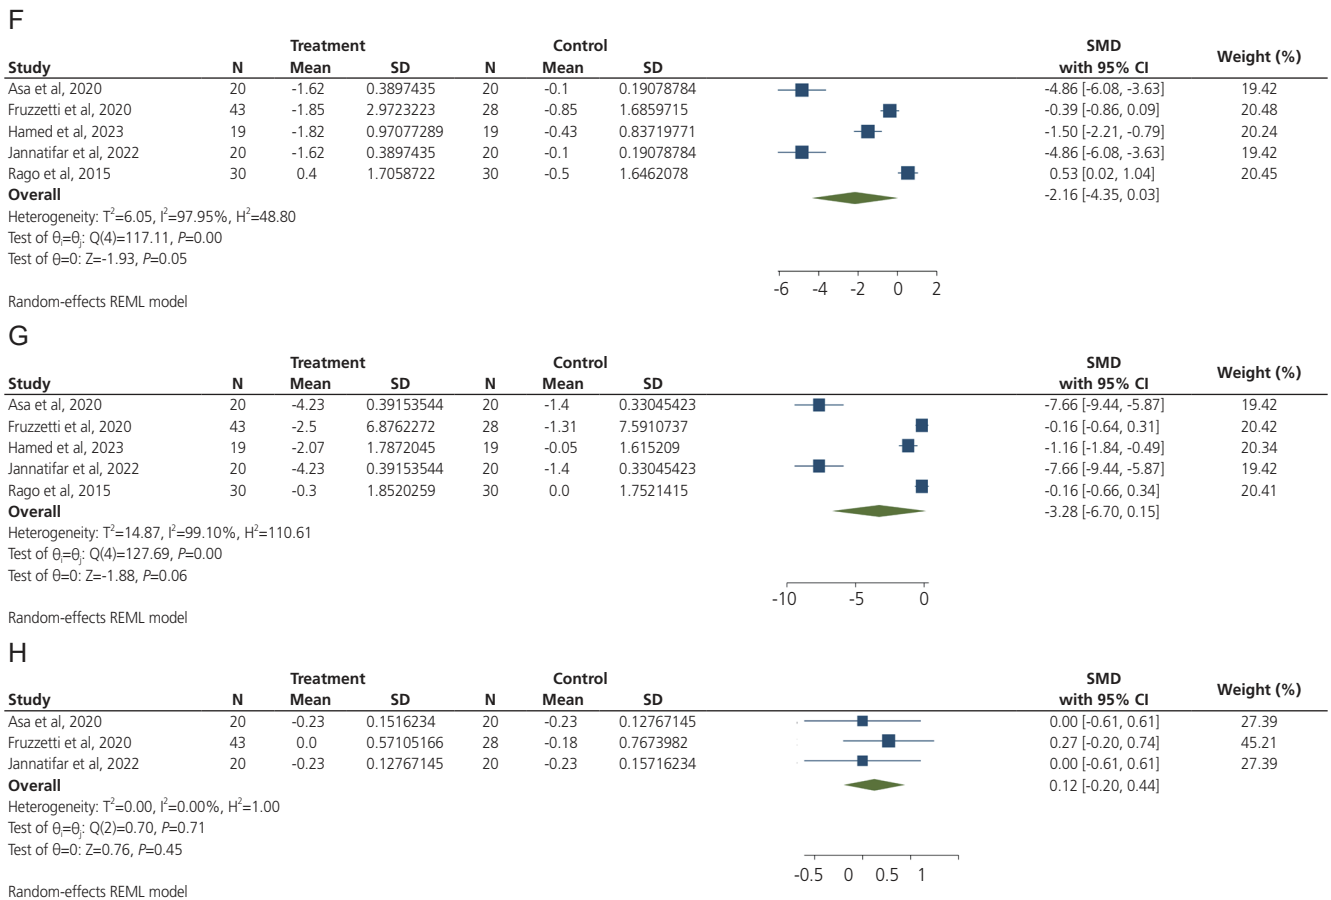 F
Treatment Control SMD Weight (%)
Study N Mean SD N Mean SD with 95% CI
Asa et al, 2020 20 -1.62 0.3897435 20 -0.1 0.19078784 -4.86 [-6.08, -3.63] 19.42
Fruzzetti et al, 2020 43 -1.85 2.9723223 28 -0.85 1.6859715 -0.39 [-0.86, 0.09] 20.48
Hamed et al, 2023 19 -1.82 0.97077289 19 -0.43 0.83719771 -1.50 [-2.21, -0.79] 20.24
Jannatifar et al, 2022 20 -1.62 0.3897435 20 -0.1 0.19078784 -4.86 [-6.08, -3.63] 19.42
Rago et al, 2015 30 0.4 1.7058722 30 -0.5 1.6462078 0.53 [0.02, 1.04] 20.45
Overall -2.16 [-4.35, 0.03]
Heterogeneity: T²=6.05, I²=97.95%, H²=48.80
Test of θᵢ=θⱼ: Q(4)=117.11, P=0.00
Test of θ=0: Z=-1.93, P=0.05
-6 -4 -2 0 2
Random-effects REML model
G
Treatment Control SMD Weight (%)
Study N Mean SD N Mean SD with 95% CI
Asa et al, 2020 20 -4.23 0.39153544 20 -1.4 0.33045423 -7.66 [-9.44, -5.87] 19.42
Fruzzetti et al, 2020 43 -2.5 6.8762272 28 -1.31 7.5910737 -0.16 [-0.64, 0.31] 20.42
Hamed et al, 2023 19 -2.07 1.7872045 19 -0.05 1.615209 -1.16 [-1.84, -0.49] 20.34
Jannatifar et al, 2022 20 -4.23 0.39153544 20 -1.4 0.33045423 -7.66 [-9.44, -5.87] 19.42
Rago et al, 2015 30 -0.3 1.8520259 30 0.0 1.7521415 -0.16 [-0.66, 0.34] 20.41
Overall -3.28 [-6.70, 0.15]
Heterogeneity: T²=14.87, I²=99.10%, H²=110.61
Test of θᵢ=θⱼ: Q(4)=127.69, P=0.00
Test of θ=0: Z=-1.88, P=0.06
-10 -5 0
Random-effects REML model
H
Treatment Control SMD Weight (%)
Study N Mean SD N Mean SD with 95% CI
Asa et al, 2020 20 -0.23 0.1516234 20 -0.23 0.12767145 0.00 [-0.61, 0.61] 27.39
Fruzzetti et al, 2020 43 0.0 0.57105166 28 -0.18 0.7673982 0.27 [-0.20, 0.74] 45.21
Jannatifar et al, 2022 20 -0.23 0.12767145 20 -0.23 0.15716234 0.00 [-0.61, 0.61] 27.39
Overall 0.12 [-0.20, 0.44]
Heterogeneity: T²=0.00, I²=0.00%, H²=1.00
Test of θᵢ=θⱼ: Q(2)=0.70, P=0.71
Test of θ=0: Z=0.76, P=0.45
-0.5 0 0.5 1
Random-effects REML model